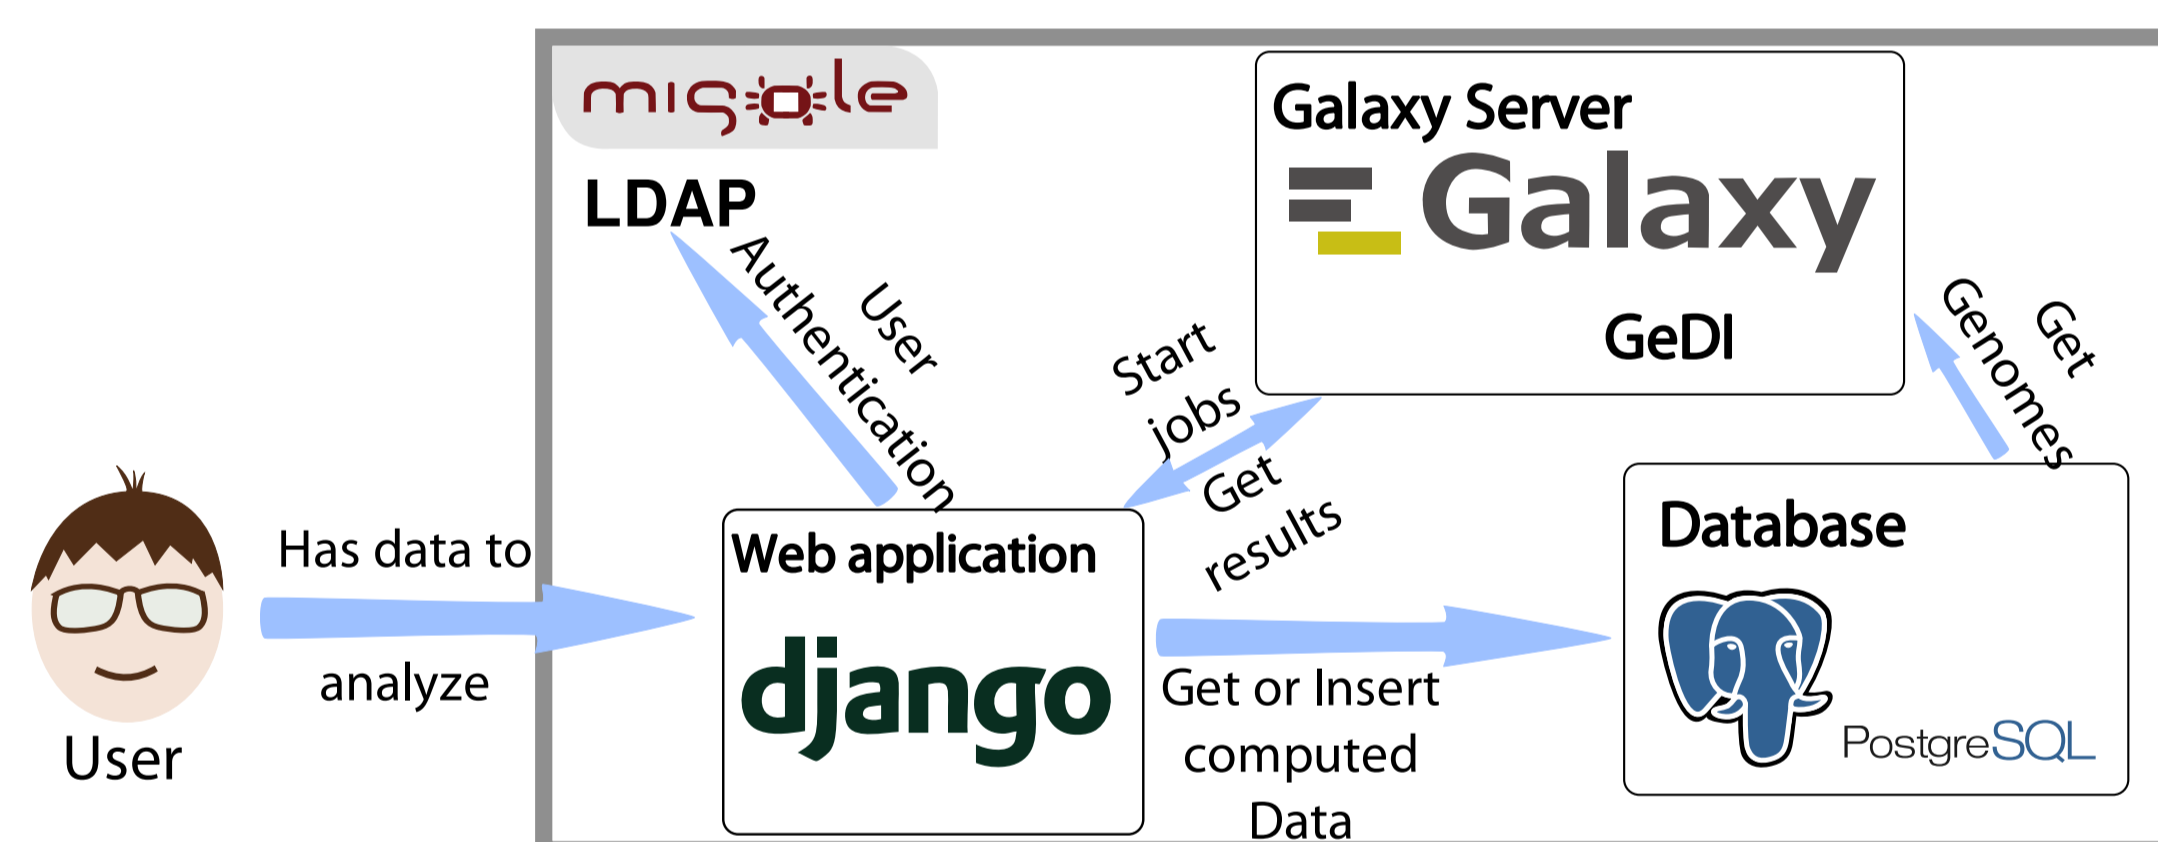 migale
LDAP
User
Authentication
Galaxy Server
Galaxy
GeDI
Start
jobs
Get
results
Get
Genomes
Has data to
analyze
User
Web application
django
Get or Insert
computed
Data
Database
PostgreSQL